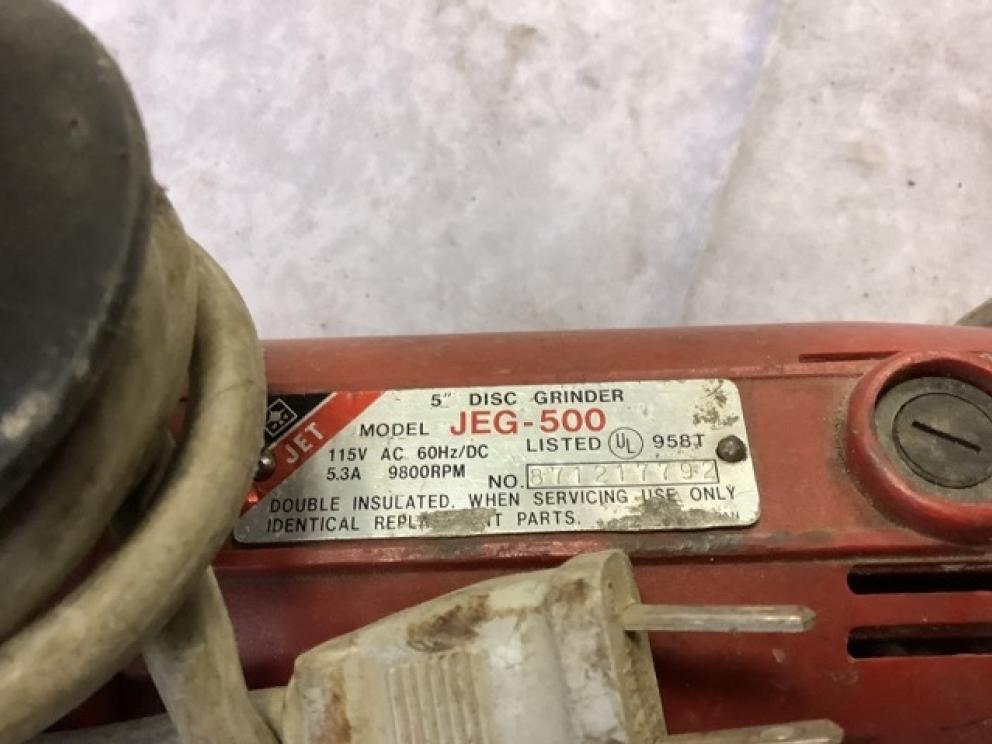 5" DISC GRINDER
JET
MODEL JEG-500
115V AC 60Hz/DC
LISTED UL 958T
5.3A 9800RPM
NO. 871217792
DOUBLE INSULATED. WHEN SERVICING USE ONLY
IDENTICAL PARTS.